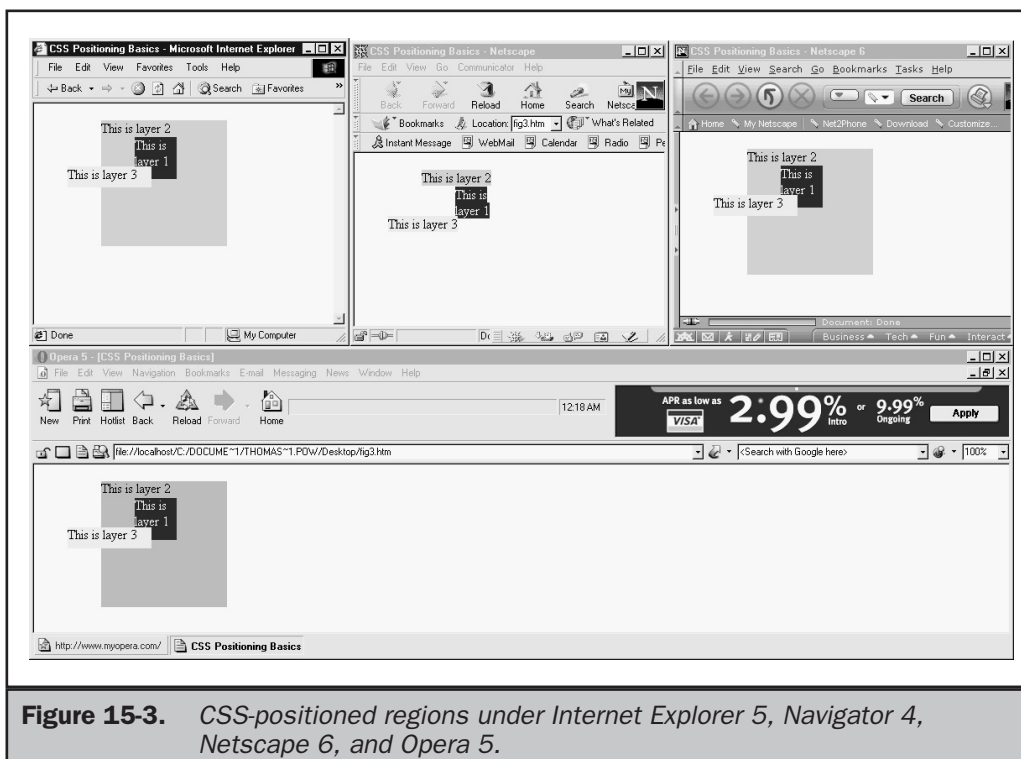 CSS Positioning Basics - Microsoft Internet Explorer
File Edit View Favorites Tools Help
Back Search Favorites »
This is layer 2
This is
layer 1
This is layer 3
Done My Computer
CSS Positioning Basics - Netscape
File Edit View Go Communicator Help
Back Forward Reload Home Search Netsca
My N
Bookmarks Location: fig3.htm What's Related
Instant Message WebMail Calendar Radio Pe
This is layer 2
This is
layer 1
This is layer 3
CSS Positioning Basics - Netscape 6
File Edit View Search Go Bookmarks Tasks Help
Search
Home My Netscape Net2Phone Download Customize...
This is layer 2
This is
layer 1
This is layer 3
Document: Done
Business Tech Fun Interact
Opera 5 - [CSS Positioning Basics]
File Edit View Navigation Bookmarks E-mail Messaging News Window Help
New Print Hotlist Back Reload Forward Home
12:18 AM
APR as low as
VISA
2.99% Intro or 9.99% Ongoing Apply
file://localhost/C:/DOCUME~1/THOMAS~1.POW/Desktop/fig3.htm <Search with Google here> 100%
This is layer 2
This is
layer 1
This is layer 3
http://www.myopera.com/ CSS Positioning Basics
Figure 15-3. CSS-positioned regions under Internet Explorer 5, Navigator 4,
Netscape 6, and Opera 5.